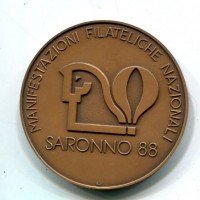 MANIFESTAZIONI FILATELICHE NAZIONALI
SARONNO 88